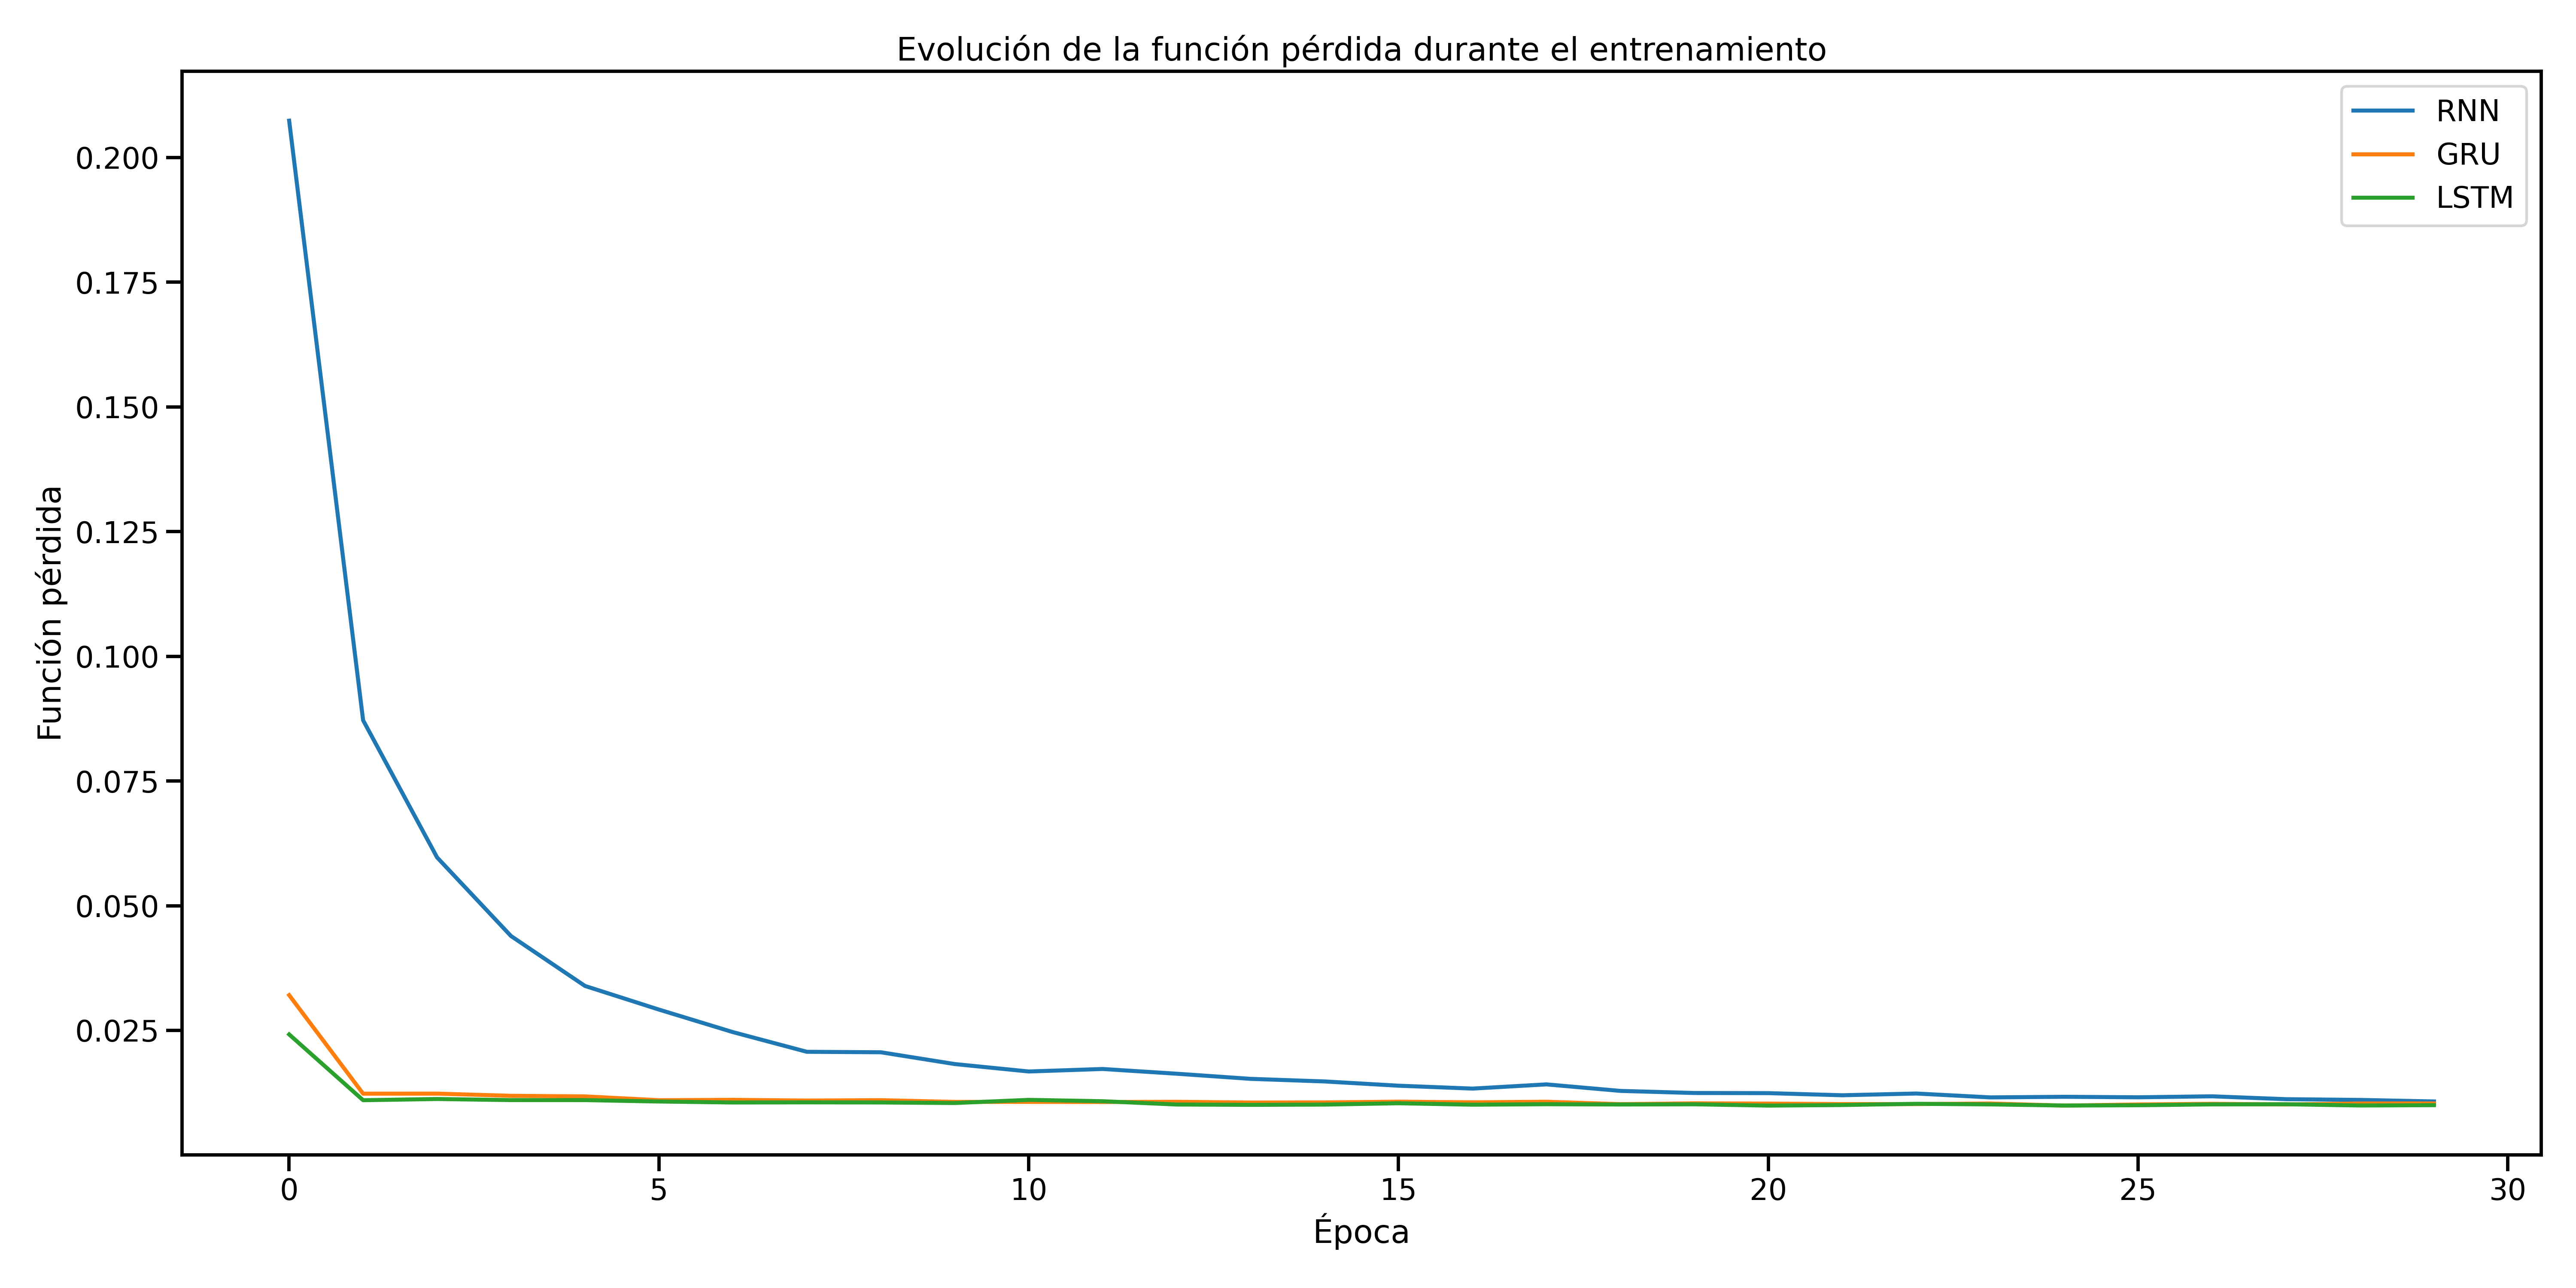 Evolución de la función pérdida durante el entrenamiento
RNN
GRU
LSTM
Función pérdida
0.200
0.175
0.150
0.125
0.100
0.075
0.050
0.025
0
5
10
15
20
25
30
Época